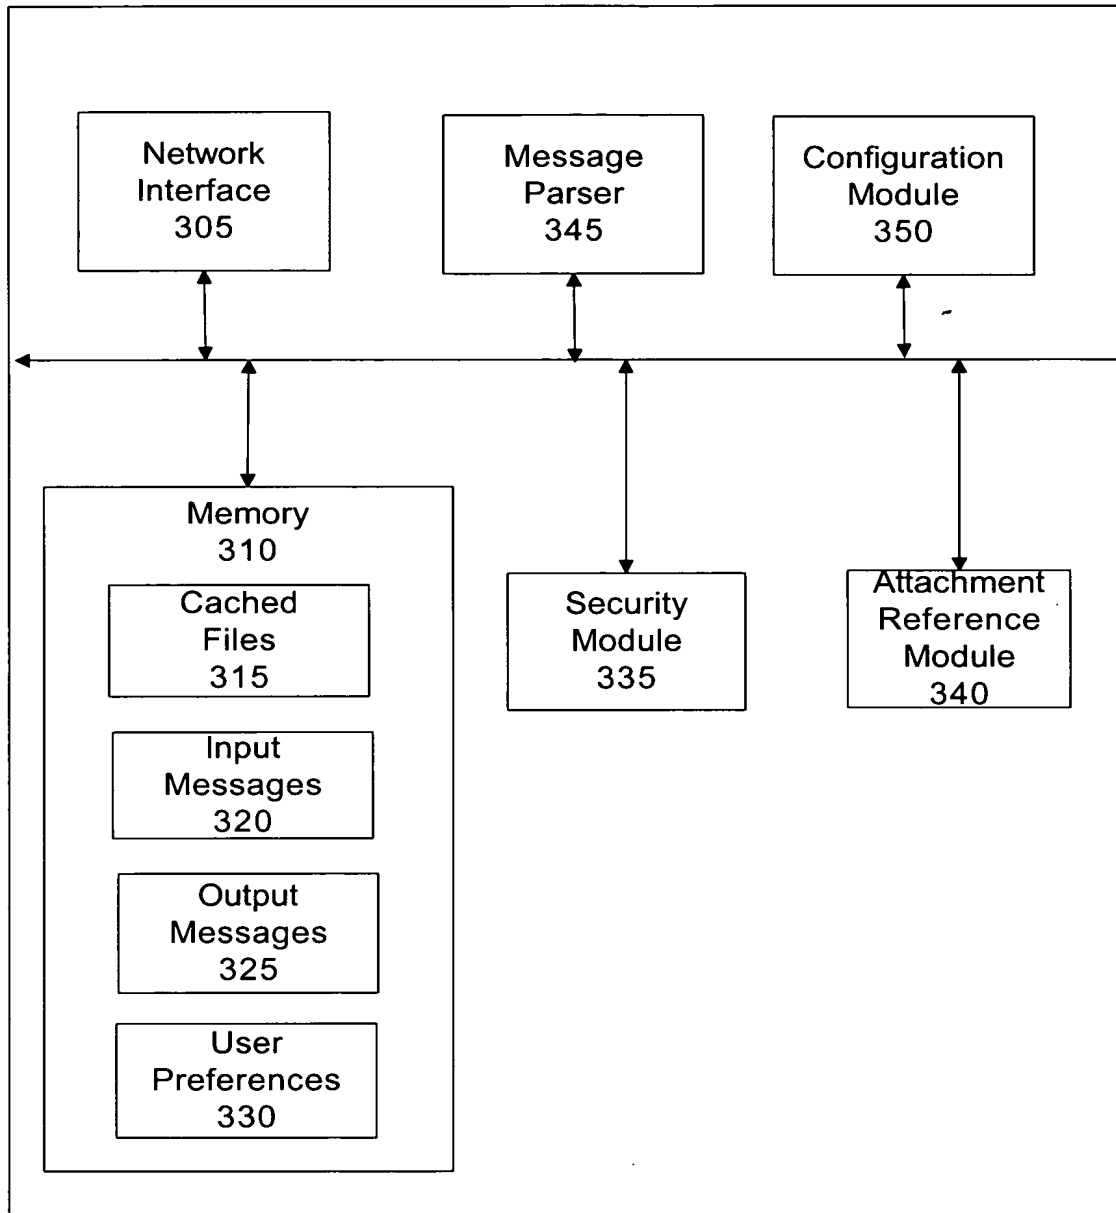 Network
Interface
305
Message
Parser
345
Configuration
Module
350
Memory
310
Cached
Files
315
Input
Messages
320
Output
Messages
325
User
Preferences
330
Security
Module
335
Attachment
Reference
Module
340